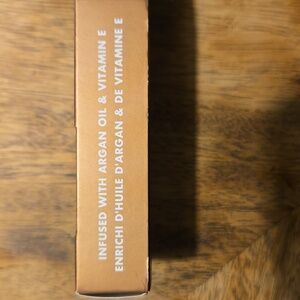 INFUSED WITH ARGAN OIL & VITAMIN E
ENRICHI D'HUILE D'ARGAN & DE VITAMINE E